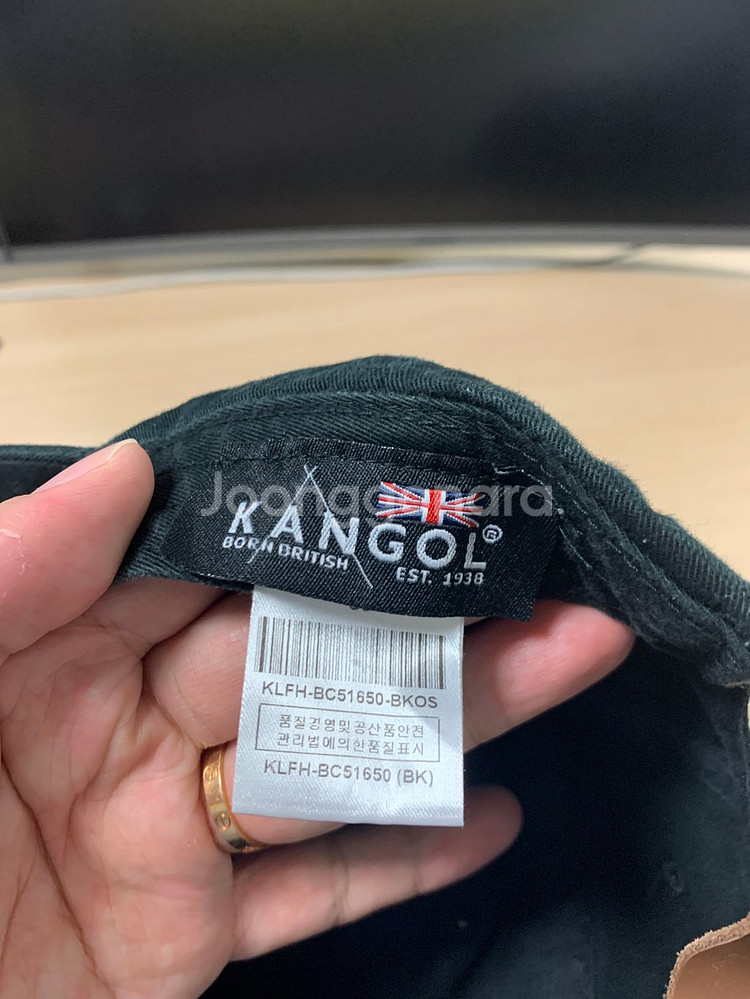 Joonggonara.
KANGOL®
BORN BRITISH
EST. 1938
KLFH-BC51650-BKOS
품질경영및공산품안전
관리법에의한품질표시
KLFH-BC51650 (BK)